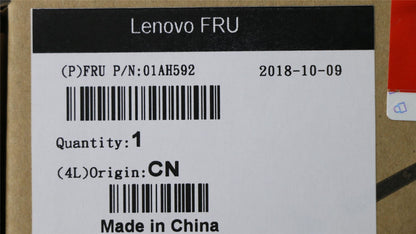 Lenovo FRU
(P)FRU P/N:01AH592 2018-10-09
Quantity:1
(4L)Origin:CN
Made in China